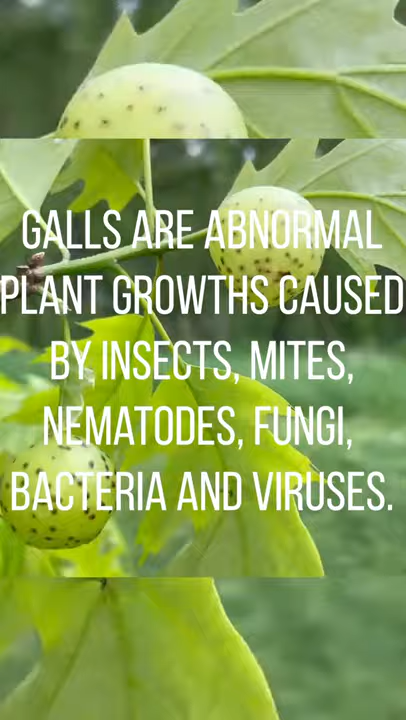 GALLS ARE ABNORMAL
PLANT GROWTHS CAUSED
BY INSECTS, MITES,
NEMATODES, FUNGI,
BACTERIA AND VIRUSES.